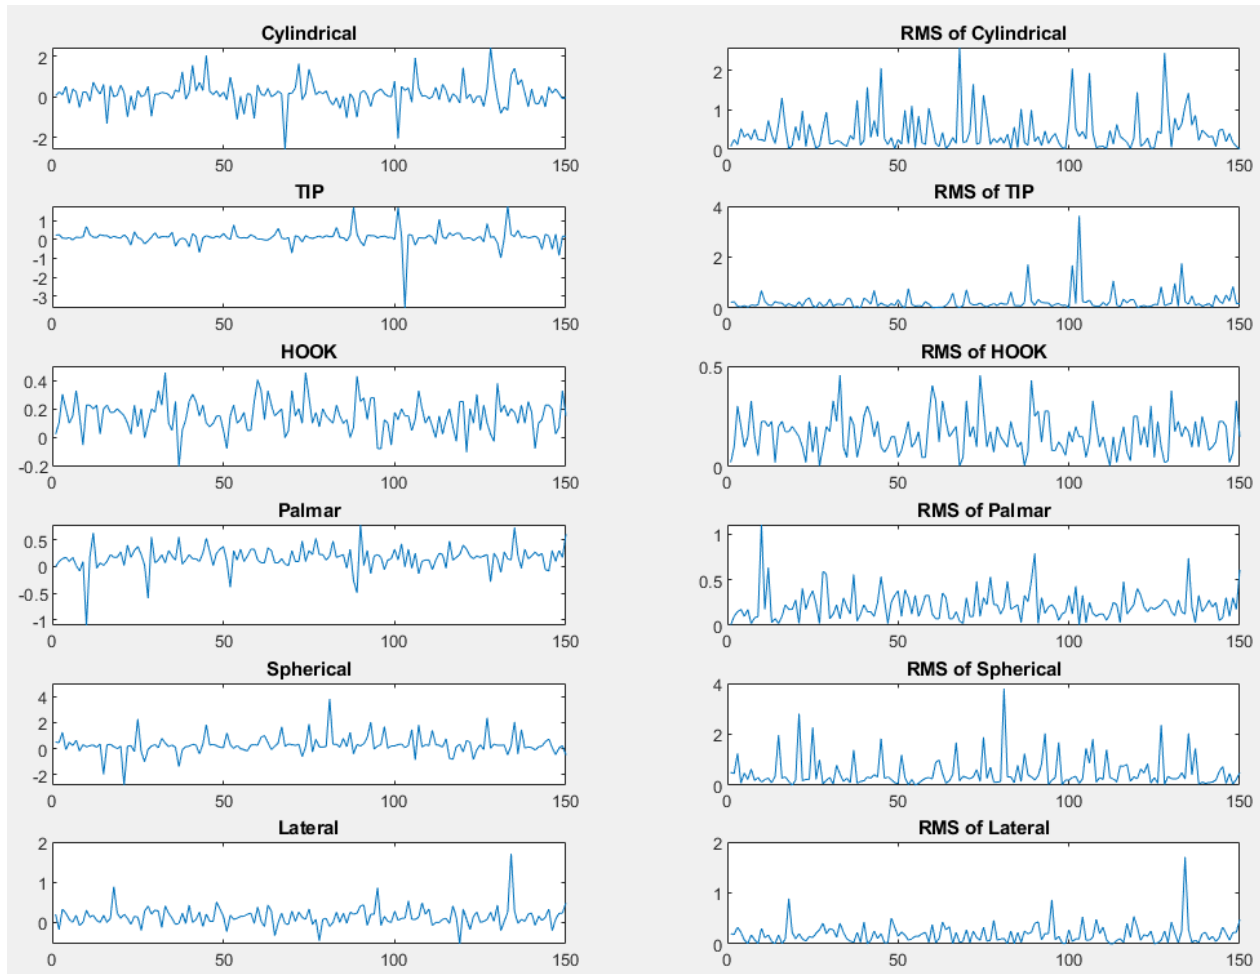 Cylindrical
2
0
-2
0 50 100 150
RMS of Cylindrical
2
1
0
0 50 100 150
TIP
1
0
-1
-2
-3
0 50 100 150
RMS of TIP
4
2
0
0 50 100 150
HOOK
0.4
0.2
0
-0.2
0 50 100 150
RMS of HOOK
0.5
0
0 50 100 150
Palmar
0.5
0
-0.5
-1
0 50 100 150
RMS of Palmar
1
0.5
0
0 50 100 150
Spherical
4
2
0
-2
0 50 100 150
RMS of Spherical
4
2
0
0 50 100 150
Lateral
2
1
0
0 50 100 150
RMS of Lateral
2
1
0
0 50 100 150